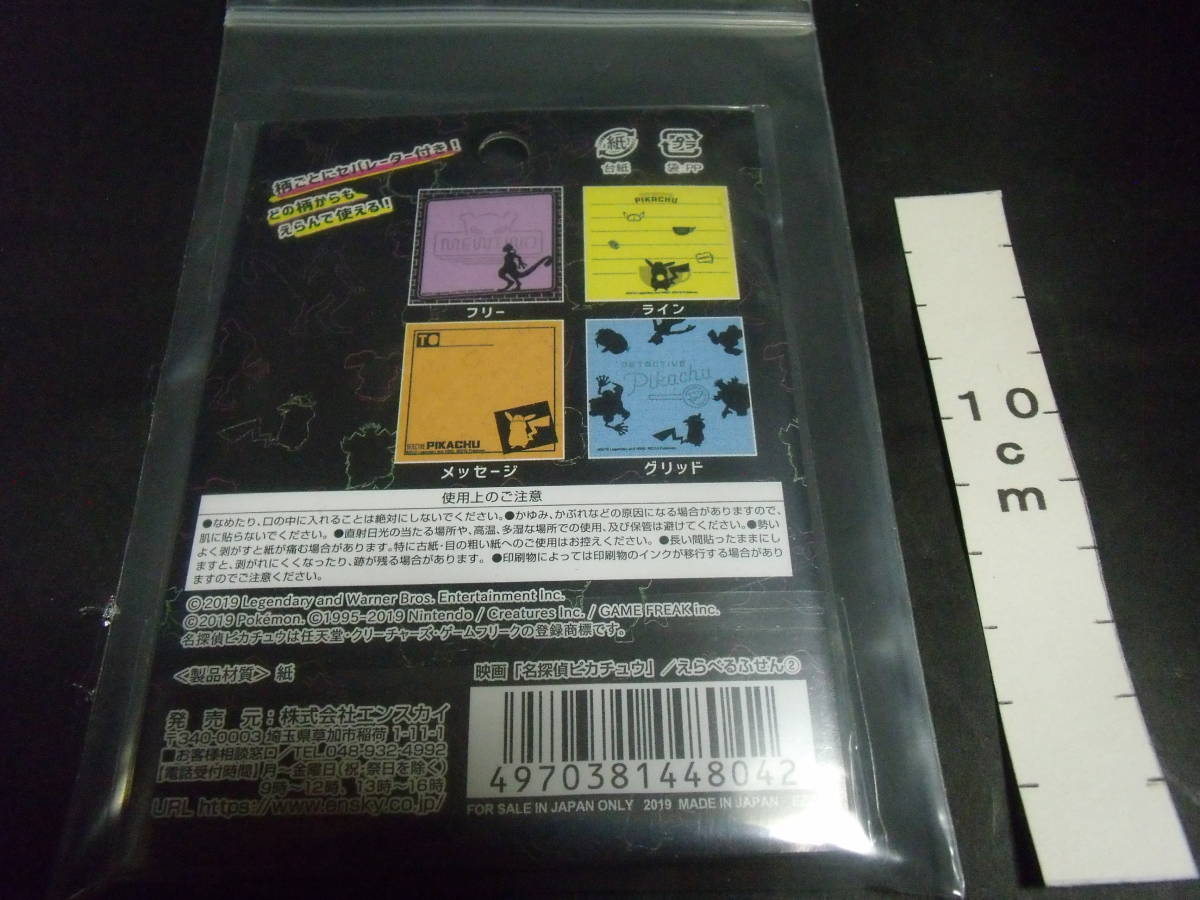 柄ごとにセパレーター付き!
どの柄からも
えらんで使える!
紙
台紙
プラ
袋:PP
MEWTWO
フリー
PIKACHU
ライン
TO
PIKACHU
メッセージ
DETECTIVE
Pikachu
グリッド
使用上のご注意
●なめたり、口の中に入れることは絶対にしないでください。●かゆみ、かぶれなどの原因になる場合がありますので、
肌に貼らないでください。●直射日光の当たる場所や、高温、多湿な場所での使用、及び保管は避けてください。●勢い
よく剥がすと紙が痛む場合があります。特に古紙・目の粗い紙へのご使用はお控えください。●長い間貼ったままにし
ますと、剥がれにくくなったり、跡が残る場合があります。●印刷物によっては印刷物のインクが移行する場合があり
ますのでご注意ください。
©2019 Legendary and Warner Bros. Entertainment Inc.
©2019 Pokémon. ©1995-2019 Nintendo / Creatures Inc. / GAME FREAK inc.
名探偵ピカチュウは任天堂・クリーチャーズ・ゲームフリークの登録商標です。
<製品材質> 紙
映画「名探偵ピカチュウ」/えらべるふせん②
発売元:株式会社エンスカイ
〒340-0003 埼玉県草加市稲荷 1-11-1
■お客様相談窓口/TEL 048-932-4992
【電話受付時間】月〜金曜日(祝・祭日を除く)
9時〜12時、13時〜16時
URL https://www.ensky.co.jp/
4970381448042
FOR SALE IN JAPAN ONLY 2019 MADE IN JAPAN
10
cm